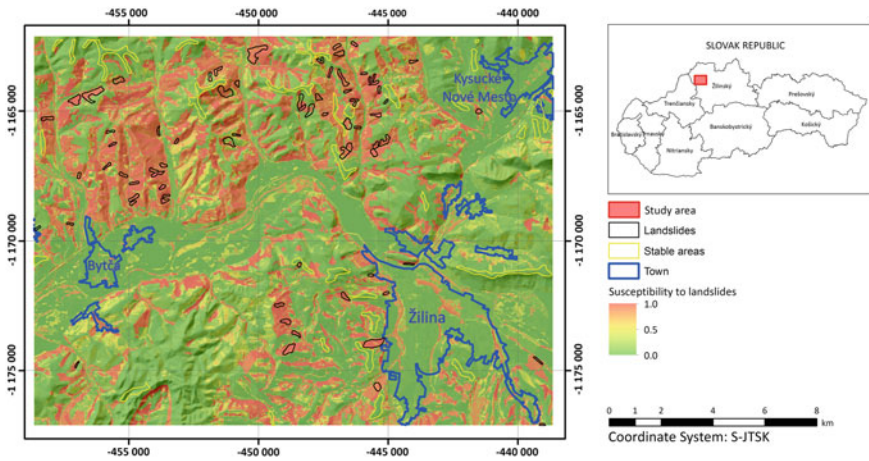 -455 000 -450 000 -445 000 -440 000
-1 165 000
-1 170 000
-1 175 000
Kysucké
Nové Mesto
Bytča
Žilina
-1 165 000
-1 170 000
-1 175 000
-455 000 -450 000 -445 000 -440 000
SLOVAK REPUBLIC
Žilinský
Prešovský
Trenčiansky
Banskobystrický
Košický
Bratislavský
Nitriansky
Study area
Landslides
Stable areas
Town
Susceptibility to landslides
1.0
0.5
0.0
0 2 4 6 8
km
Coordinate System: S-JTSK